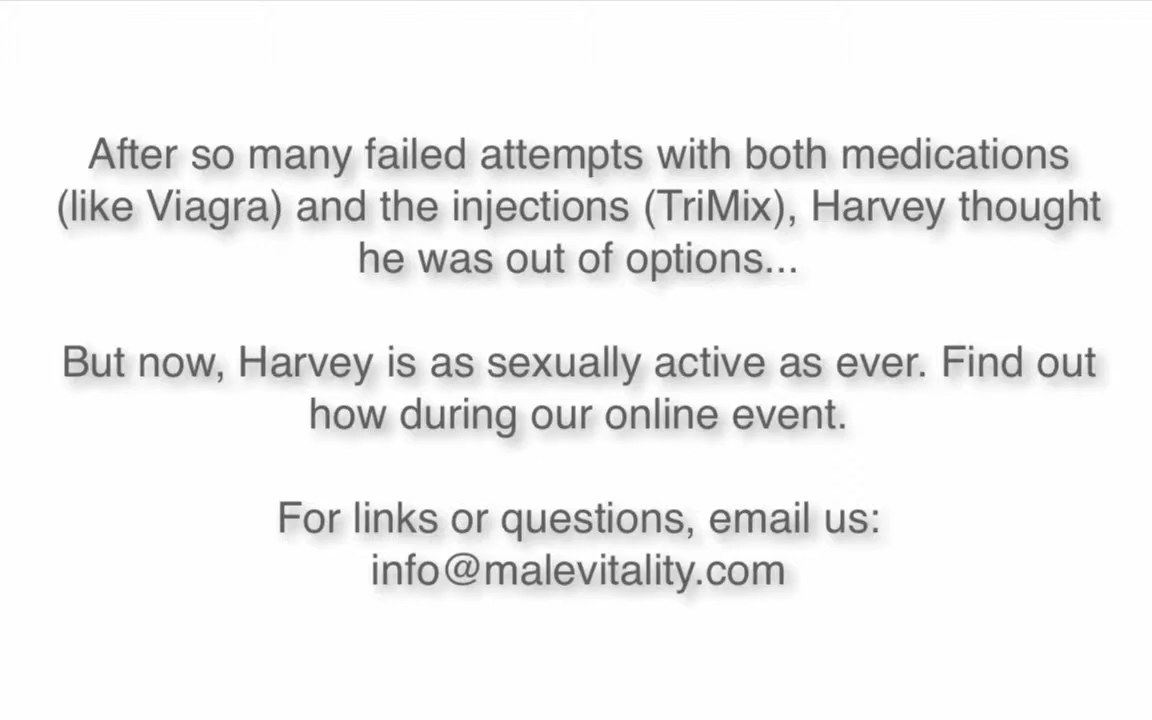 After so many failed attempts with both medications
(like Viagra) and the injections (TriMix), Harvey thought
he was out of options...
But now, Harvey is as sexually active as ever. Find out
how during our online event.
For links or questions, email us:
info@malevitality.com